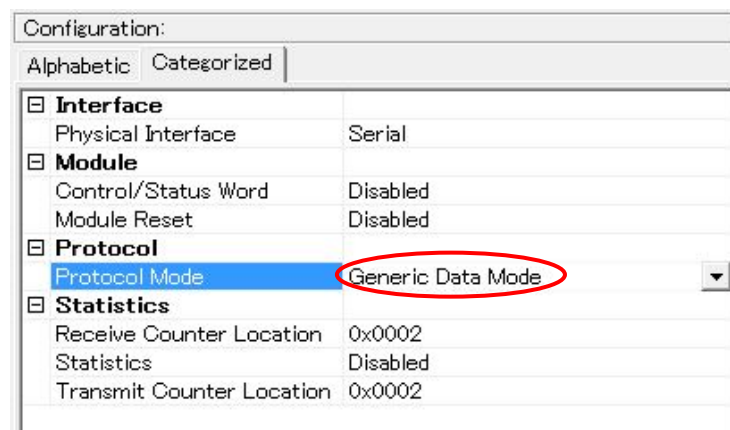 Configuration:
Alphabetic Categorized
Interface
Physical Interface Serial
Module
Control/Status Word Disabled
Module Reset Disabled
Protocol
Protocol Mode Generic Data Mode
Statistics
Receive Counter Location 0x0002
Statistics Disabled
Transmit Counter Location 0x0002